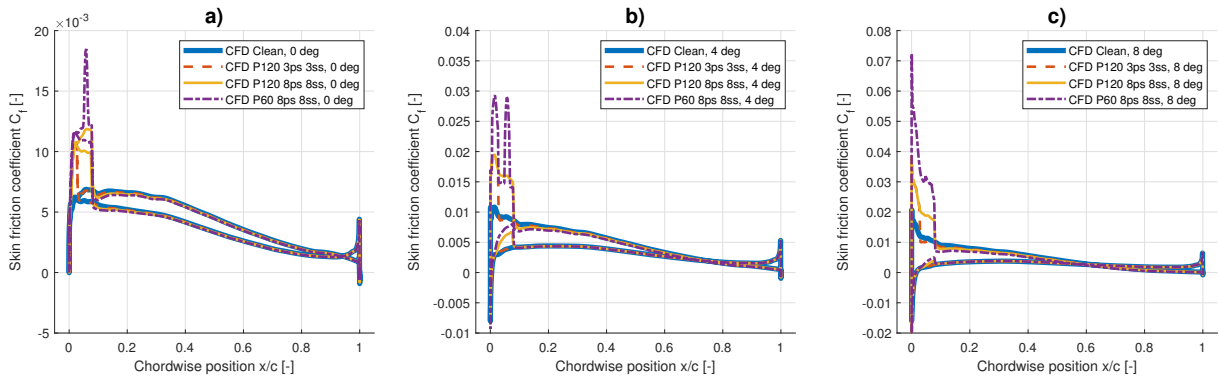 a)
×10⁻³
20
15
10
5
0
-5
Skin friction coefficient C_f [-]
0
0.2
0.4
0.6
0.8
1
Chordwise position x/c [-]
CFD Clean, 0 deg
CFD P120 3ps 3ss, 0 deg
CFD P120 8ps 8ss, 0 deg
CFD P60 8ps 8ss, 0 deg
b)
0.04
0.035
0.03
0.025
0.02
0.015
0.01
0.005
0
-0.005
-0.01
Skin friction coefficient C_f [-]
0
0.2
0.4
0.6
0.8
1
Chordwise position x/c [-]
CFD Clean, 4 deg
CFD P120 3ps 3ss, 4 deg
CFD P120 8ps 8ss, 4 deg
CFD P60 8ps 8ss, 4 deg
c)
0.08
0.07
0.06
0.05
0.04
0.03
0.02
0.01
0
-0.01
-0.02
Skin friction coefficient C_f [-]
0
0.2
0.4
0.6
0.8
1
Chordwise position x/c [-]
CFD Clean, 8 deg
CFD P120 3ps 3ss, 8 deg
CFD P120 8ps 8ss, 8 deg
CFD P60 8ps 8ss, 8 deg